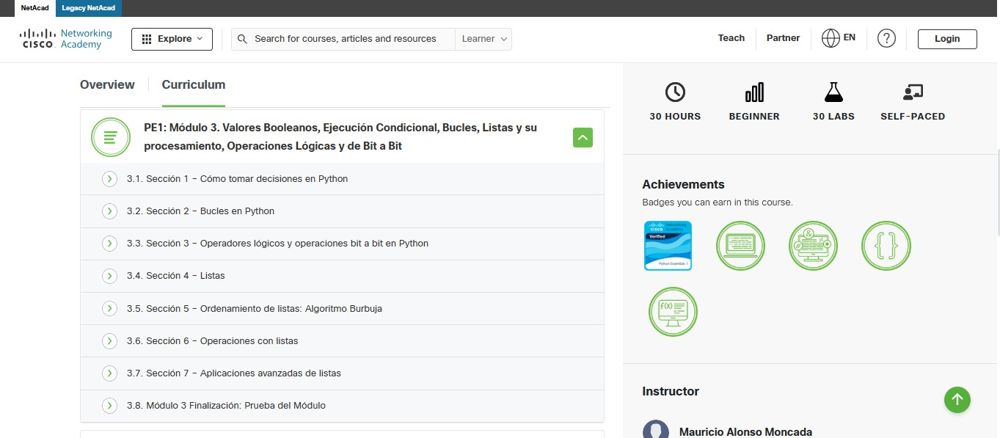 NetAcad
Legacy NetAcad
CISCO
Networking
Academy
Explore
Search for courses, articles and resources
Learner
Teach
Partner
EN
?
Login
Overview
Curriculum
PE1: Módulo 3. Valores Booleanos, Ejecución Condicional, Bucles, Listas y su
procesamiento, Operaciones Lógicas y de Bit a Bit
3.1. Sección 1 – Cómo tomar decisiones en Python
3.2. Sección 2 – Bucles en Python
3.3. Sección 3 – Operadores lógicos y operaciones bit a bit en Python
3.4. Sección 4 – Listas
3.5. Sección 5 – Ordenamiento de listas: Algoritmo Burbuja
3.6. Sección 6 – Operaciones con listas
3.7. Sección 7 – Aplicaciones avanzadas de listas
3.8. Módulo 3 Finalización: Prueba del Módulo
30 HOURS
BEGINNER
30 LABS
SELF-PACED
Achievements
Badges you can earn in this course.
CISCO
Networking
Academy
Verified
Python Essentials 1
&
{ }
f(x)
Instructor
Mauricio Alonso Moncada